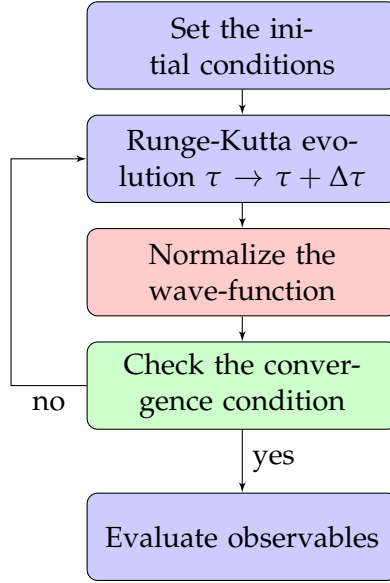 Set the ini-
tial conditions
Runge-Kutta evo-
lution τ → τ + Δτ
Normalize the
wave-function
Check the conver-
gence condition
no
yes
Evaluate observables